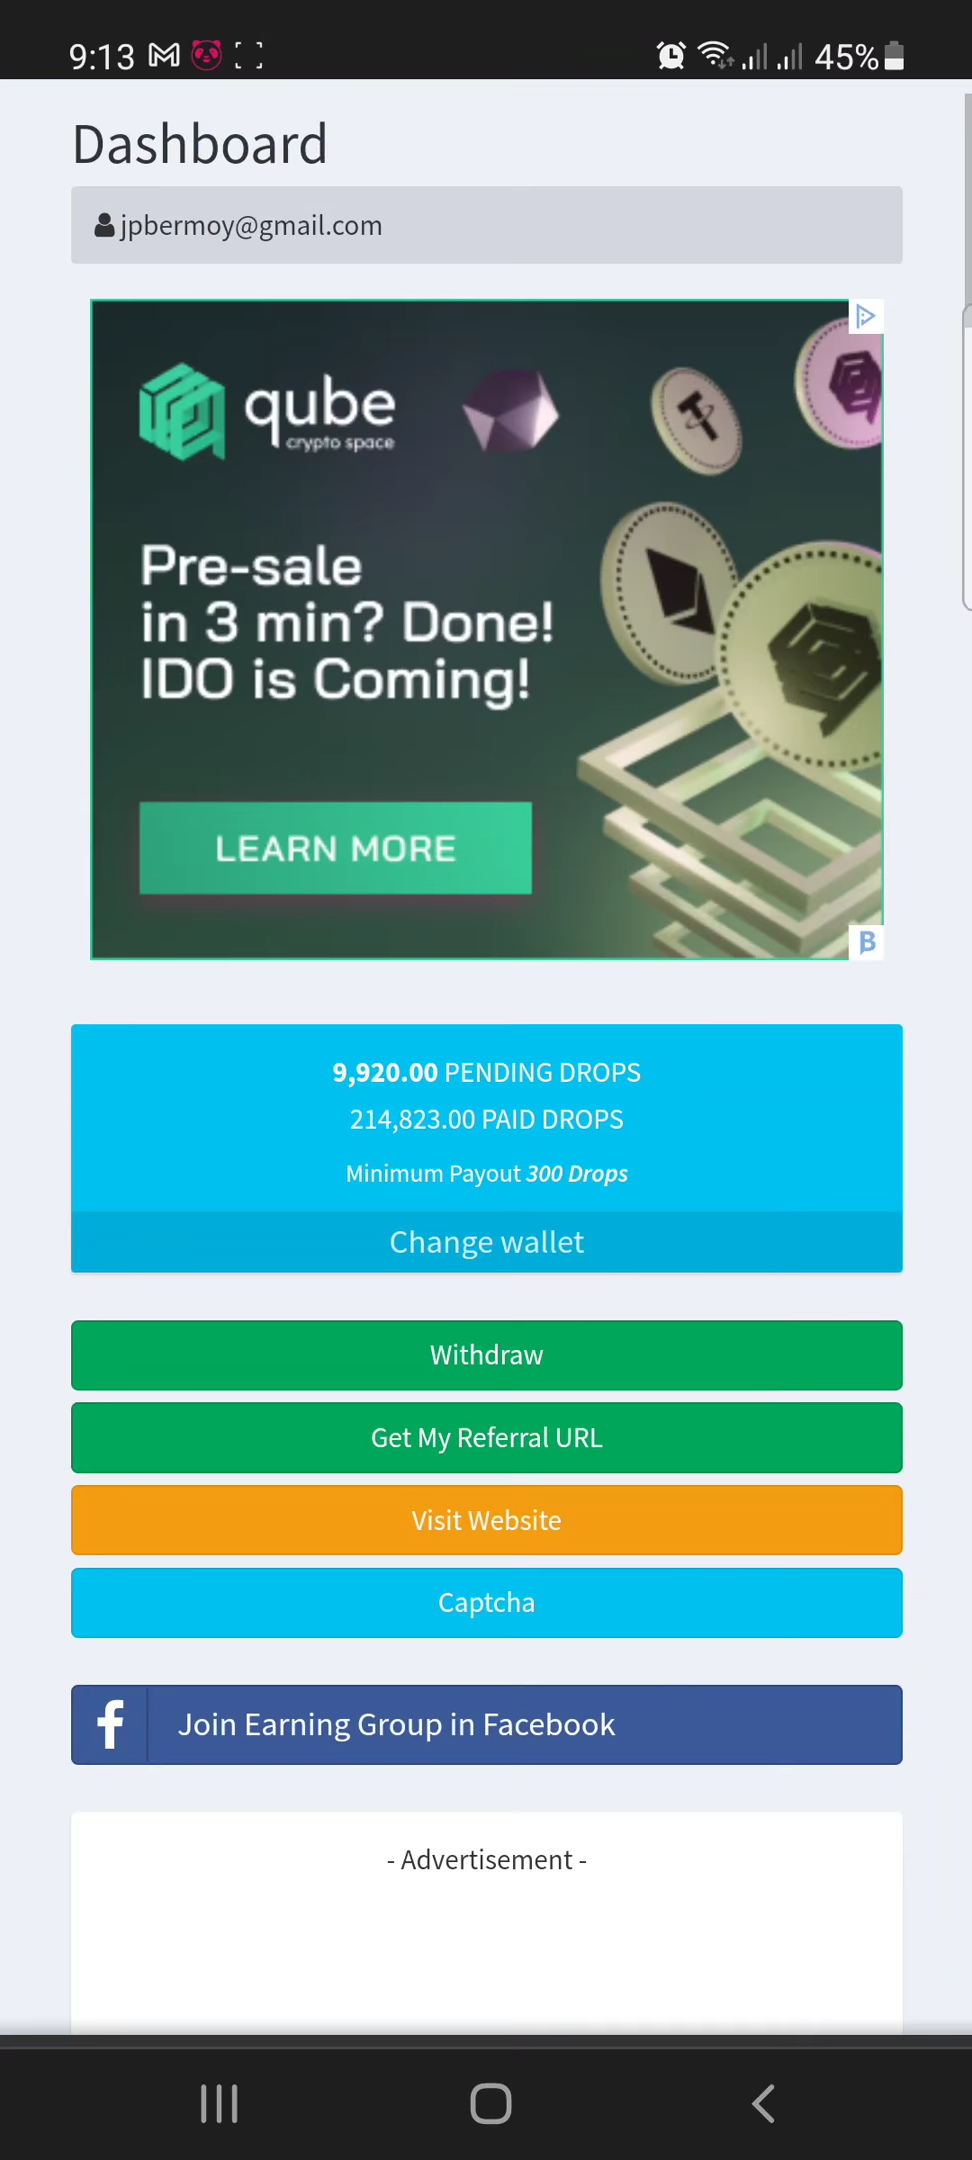 9:13
45%
Dashboard
jpbermoy@gmail.com
qube
crypto space
Pre-sale
in 3 min? Done!
IDO is Coming!
LEARN MORE
B
9,920.00 PENDING DROPS
214,823.00 PAID DROPS
Minimum Payout 300 Drops
Change wallet
Withdraw
Get My Referral URL
Visit Website
Captcha
Join Earning Group in Facebook
- Advertisement -